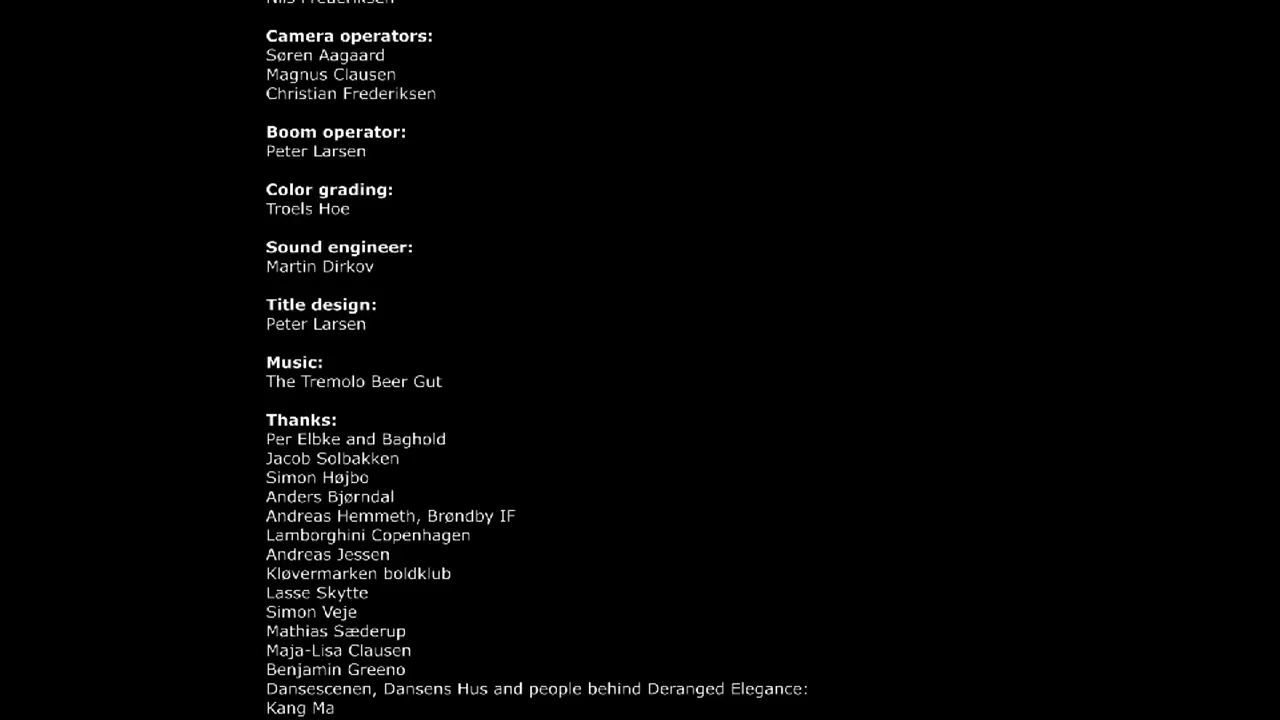 Nils Frederiksen
Camera operators:
Søren Aagaard
Magnus Clausen
Christian Frederiksen
Boom operator:
Peter Larsen
Color grading:
Troels Hoe
Sound engineer:
Martin Dirkov
Title design:
Peter Larsen
Music:
The Tremolo Beer Gut
Thanks:
Per Elbke and Baghold
Jacob Solbakken
Simon Højbo
Anders Bjørndal
Andreas Hemmeth, Brøndby IF
Lamborghini Copenhagen
Andreas Jessen
Kløvermarken boldklub
Lasse Skytte
Simon Veje
Mathias Sæderup
Maja-Lisa Clausen
Benjamin Greeno
Dansescenen, Dansens Hus and people behind Deranged Elegance:
Kang Ma